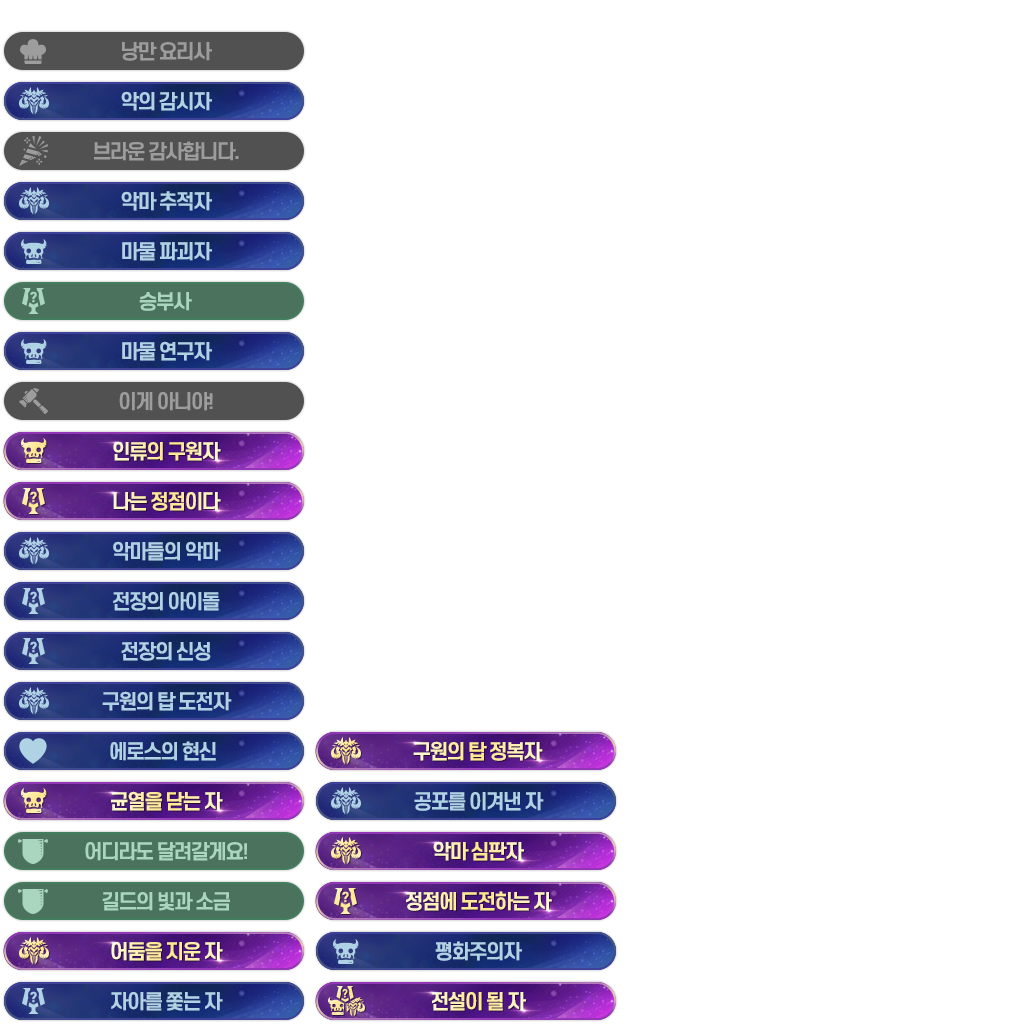 낭만 요리사
악의 감시자
브라운 감사합니다.
악마 추적자
마물 파괴자
승부사
마물 연구자
이게 아니야!
인류의 구원자
나는 정점이다
악마들의 악마
전장의 아이돌
전장의 신성
구원의 탑 도전자
에로스의 현신
구원의 탑 정복자
균열을 닫는 자
공포를 이겨낸 자
어디라도 달려갈게요!
악마 심판자
길드의 빛과 소금
정점에 도전하는 자
어둠을 지운 자
평화주의자
자아를 쫓는 자
전설이 될 자